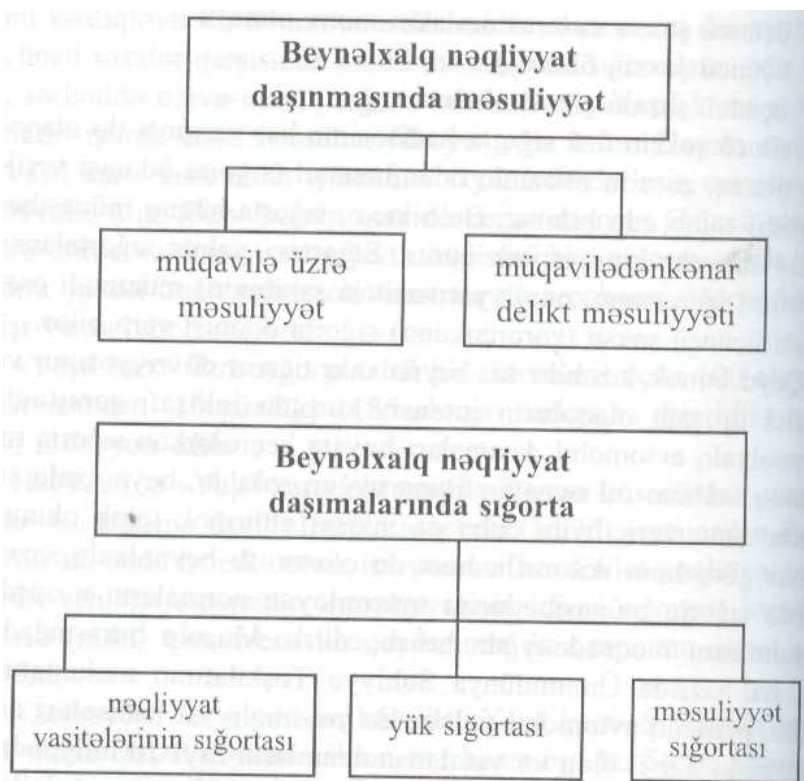 Beynəlxalq nəqliyyat
daşınmasında məsuliyyət
müqavilə üzrə
məsuliyyət
müqavilədənkənar
delikt məsuliyyəti
Beynəlxalq nəqliyyat
daşımalarında sığorta
nəqliyyat
vasitələrinin sığortası
yük sığortası
məsuliyyət
sığortası